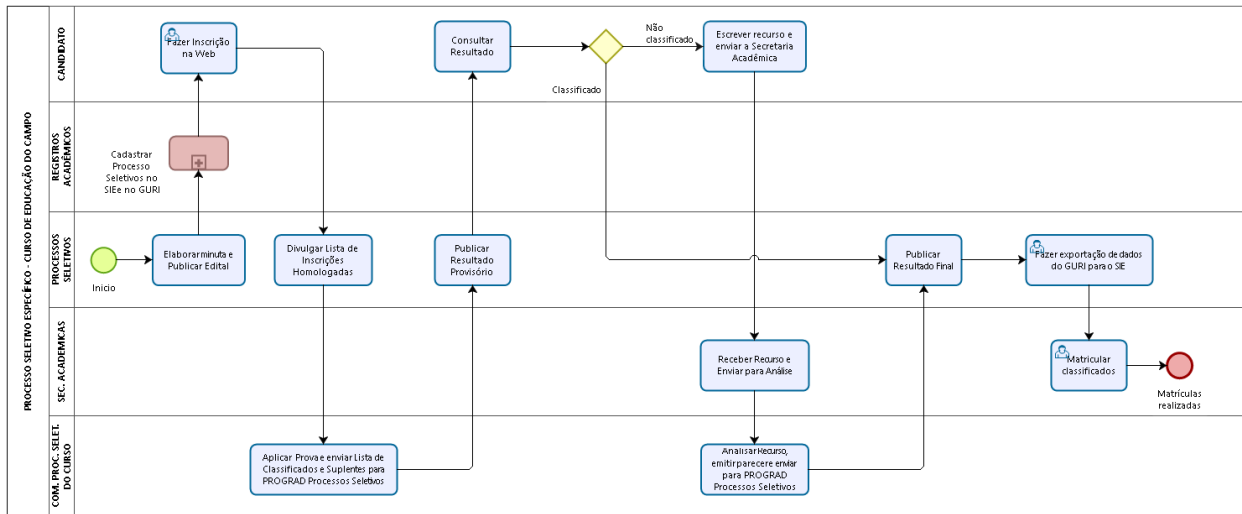 PROCESSO SELETIVO ESPECÍFICO - CURSO DE EDUCAÇÃO DO CAMPO
CANDIDATO
Fazer Inscrição
na Web
Consultar
Resultado
Não
classificado
Classificado
Escrever recurso e
enviar a Secretaria
Acadêmica
REGISTROS
ACADÊMICOS
Cadastrar
Processo
Seletivos no
SIEe no GURI
PROCESSOS
SELETIVOS
Inicio
Elaborarminuta e
Publicar Edital
Divulgar Lista de
Inscrições
Homologadas
Publicar
Resultado
Provisório
Publicar
Resultado Final
Fazer exportação de dados
do GURI para o SIE
SEC. ACADEMICAS
Receber Recurso e
Enviar para Análise
Matricular
classificados
Matrículas
realizadas
COM. PROC. SELET.
DO CURSO
Aplicar Prova e enviar Lista de
Classificados e Suplentes para
PROGRAD Processos Seletivos
Analisar Recurso,
emitir parecer e enviar
para PROGRAD
Processos Seletivos